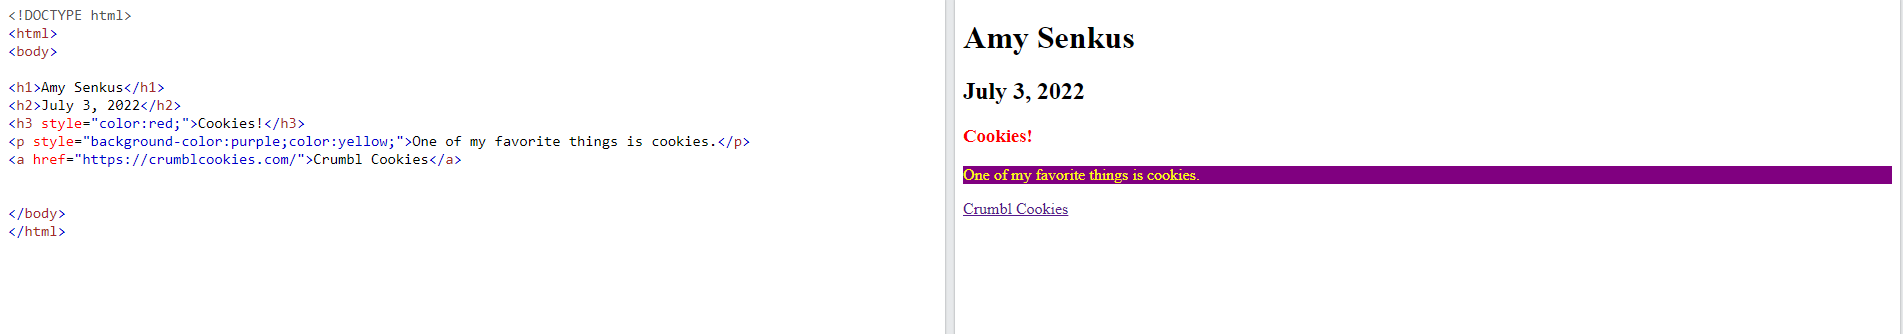 <!DOCTYPE html>
<html>
<body>
<h1>Amy Senkus</h1>
<h2>July 3, 2022</h2>
<h3 style="color:red;">Cookies!</h3>
<p style="background-color:purple;color:yellow;">One of my favorite things is cookies.</p>
<a href="https://crumblcookies.com/">Crumbl Cookies</a>
</body>
</html>
Amy Senkus
July 3, 2022
Cookies!
One of my favorite things is cookies.
Crumbl Cookies